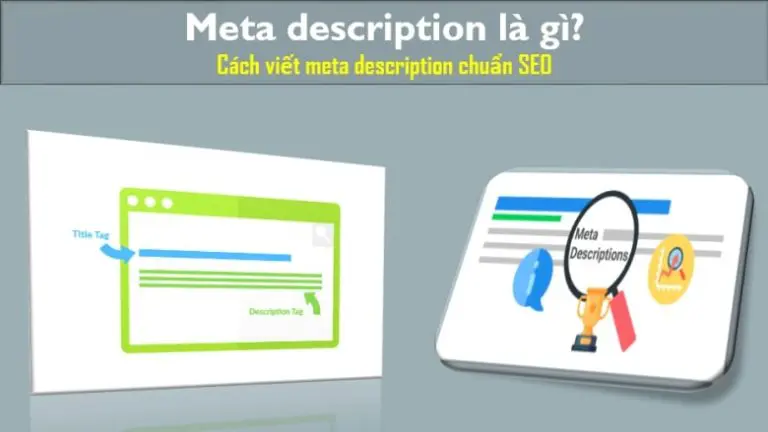 Meta description là gì?
Cách viết meta description chuẩn SEO
Title Tag
Description Tag
Meta
Descriptions